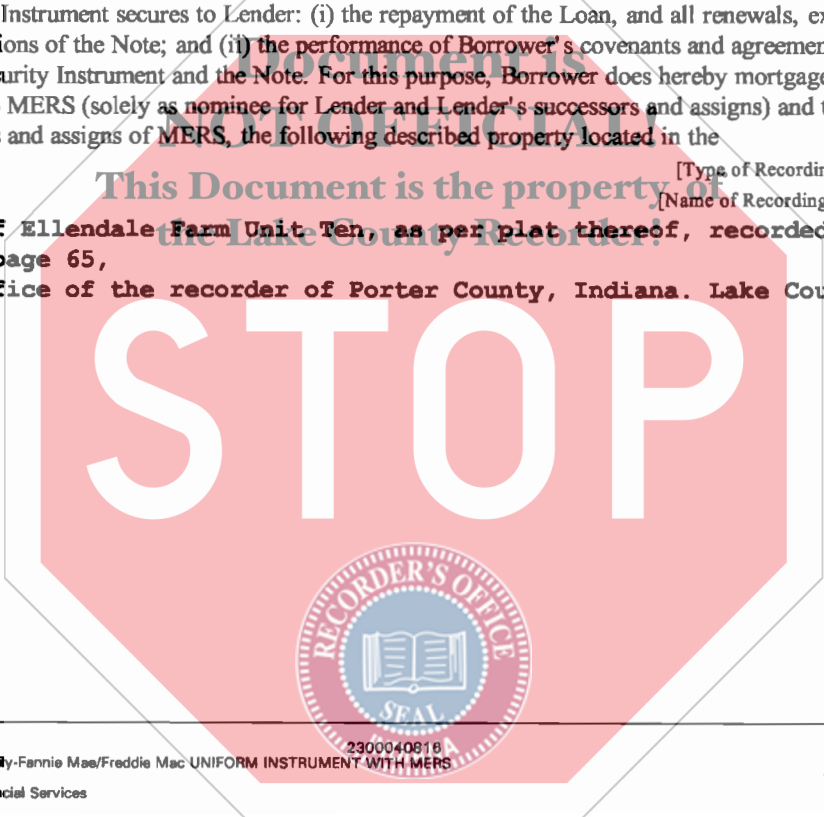 Instrument secures to Lender: (i) the repayment of the Loan, and all renewals, ex
ions of the Note; and (ii) the performance of Borrower's covenants and agreemen
urity Instrument and the Note. For this purpose, Borrower does hereby mortgage
MERS (solely as nominee for Lender and Lender's successors and assigns) and t
s and assigns of MERS, the following described property located in the
[Type of Recordin
[Name of Recording
f Ellendale Farm Unit Ten, as per plat thereof, recorded
page 65,
fice of the recorder of Porter County, Indiana. Lake Cou
Document is
NOT OFFICIAL!
This Document is the property of
the Lake County Recorder!
STOP
RECORDER'S OFFICE
SEAL
2300040816
ly-Fannie Mae/Freddie Mac UNIFORM INSTRUMENT WITH MERS
cial Services